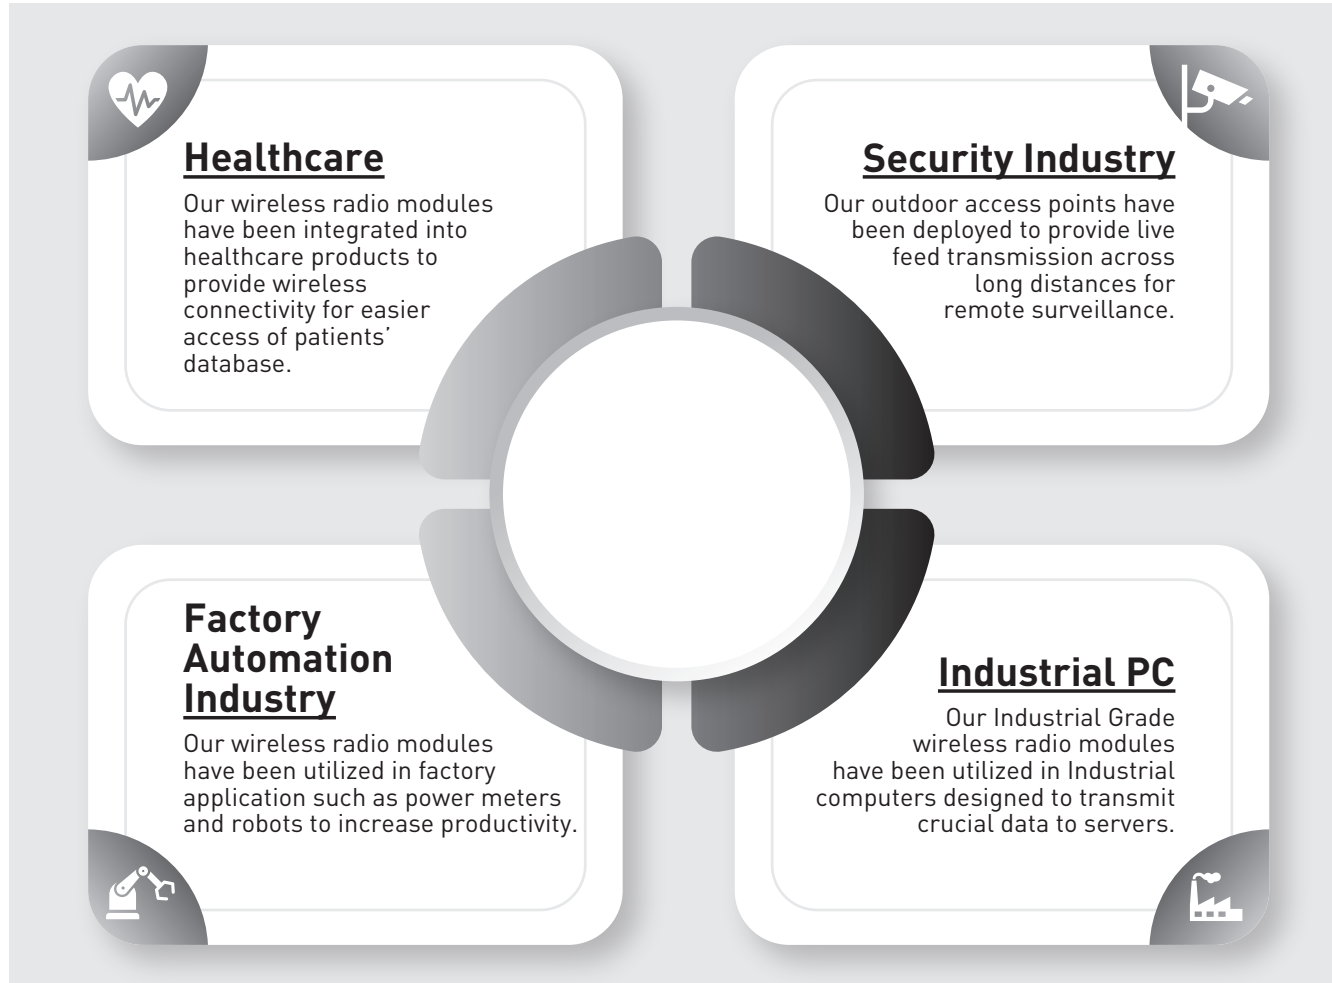 Healthcare
Our wireless radio modules
have been integrated into
healthcare products to
provide wireless
connectivity for easier
access of patients’
database.
Security Industry
Our outdoor access points have
been deployed to provide live
feed transmission across
long distances for
remote surveillance.
Factory
Automation
Industry
Our wireless radio modules
have been utilized in factory
application such as power meters
and robots to increase productivity.
Industrial PC
Our Industrial Grade
wireless radio modules
have been utilized in Industrial
computers designed to transmit
crucial data to servers.